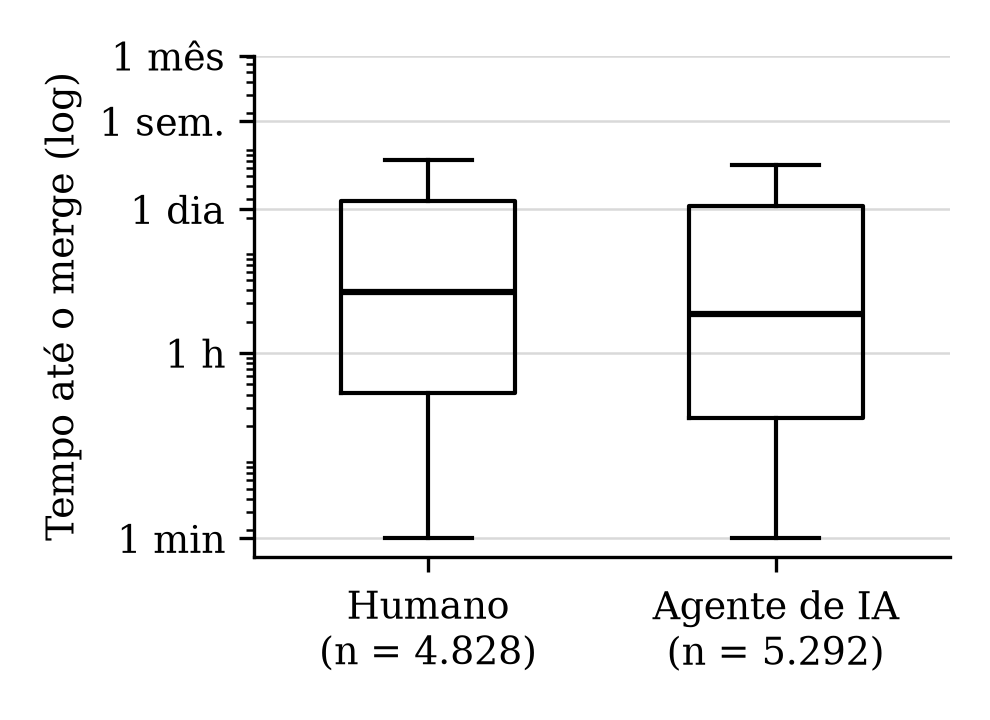 Tempo até o merge (log)
1 mês
1 sem.
1 dia
1 h
1 min
Humano
(n = 4.828)
Agente de IA
(n = 5.292)